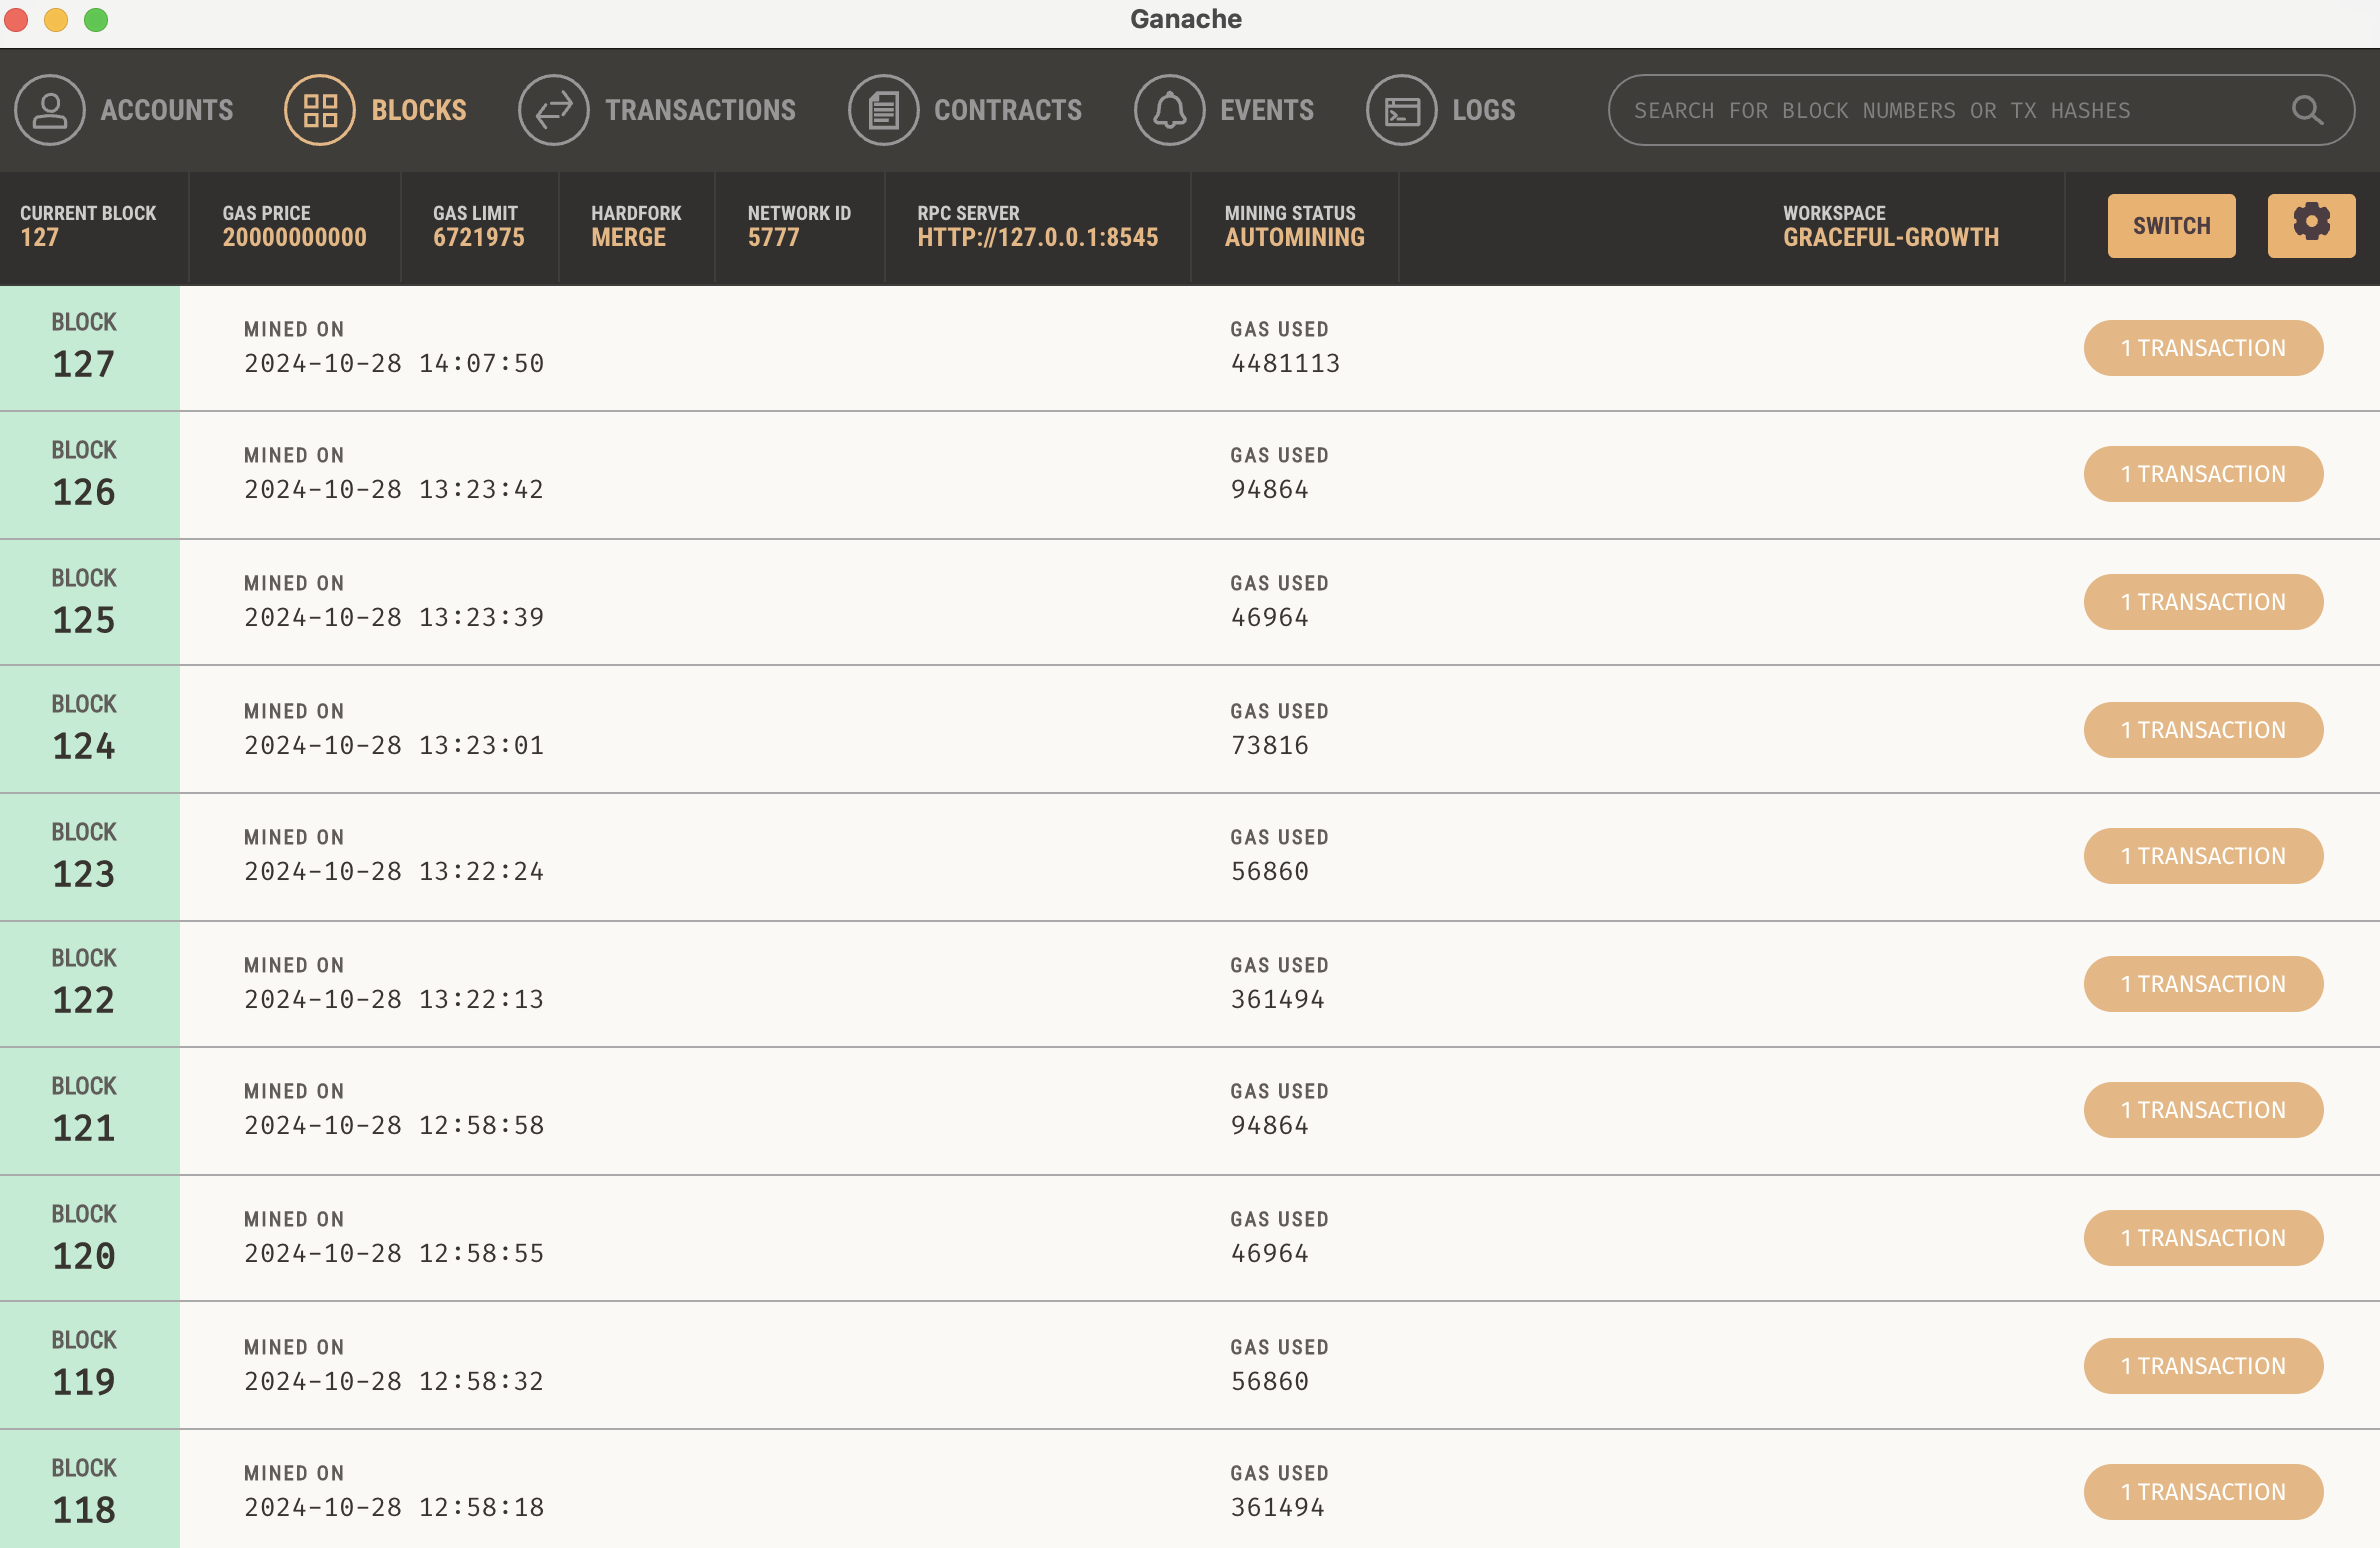 Ganache
ACCOUNTS BLOCKS TRANSACTIONS CONTRACTS EVENTS LOGS SEARCH FOR BLOCK NUMBERS OR TX HASHES
CURRENT BLOCK GAS PRICE GAS LIMIT HARDFORK NETWORK ID RPC SERVER MINING STATUS WORKSPACE
127 20000000000 6721975 MERGE 5777 HTTP://127.0.0.1:8545 AUTOMINING GRACEFUL-GROWTH SWITCH
BLOCK MINED ON GAS USED
127 2024-10-28 14:07:50 4481113 1 TRANSACTION
BLOCK MINED ON GAS USED
126 2024-10-28 13:23:42 94864 1 TRANSACTION
BLOCK MINED ON GAS USED
125 2024-10-28 13:23:39 46964 1 TRANSACTION
BLOCK MINED ON GAS USED
124 2024-10-28 13:23:01 73816 1 TRANSACTION
BLOCK MINED ON GAS USED
123 2024-10-28 13:22:24 56860 1 TRANSACTION
BLOCK MINED ON GAS USED
122 2024-10-28 13:22:13 361494 1 TRANSACTION
BLOCK MINED ON GAS USED
121 2024-10-28 12:58:58 94864 1 TRANSACTION
BLOCK MINED ON GAS USED
120 2024-10-28 12:58:55 46964 1 TRANSACTION
BLOCK MINED ON GAS USED
119 2024-10-28 12:58:32 56860 1 TRANSACTION
BLOCK MINED ON GAS USED
118 2024-10-28 12:58:18 361494 1 TRANSACTION